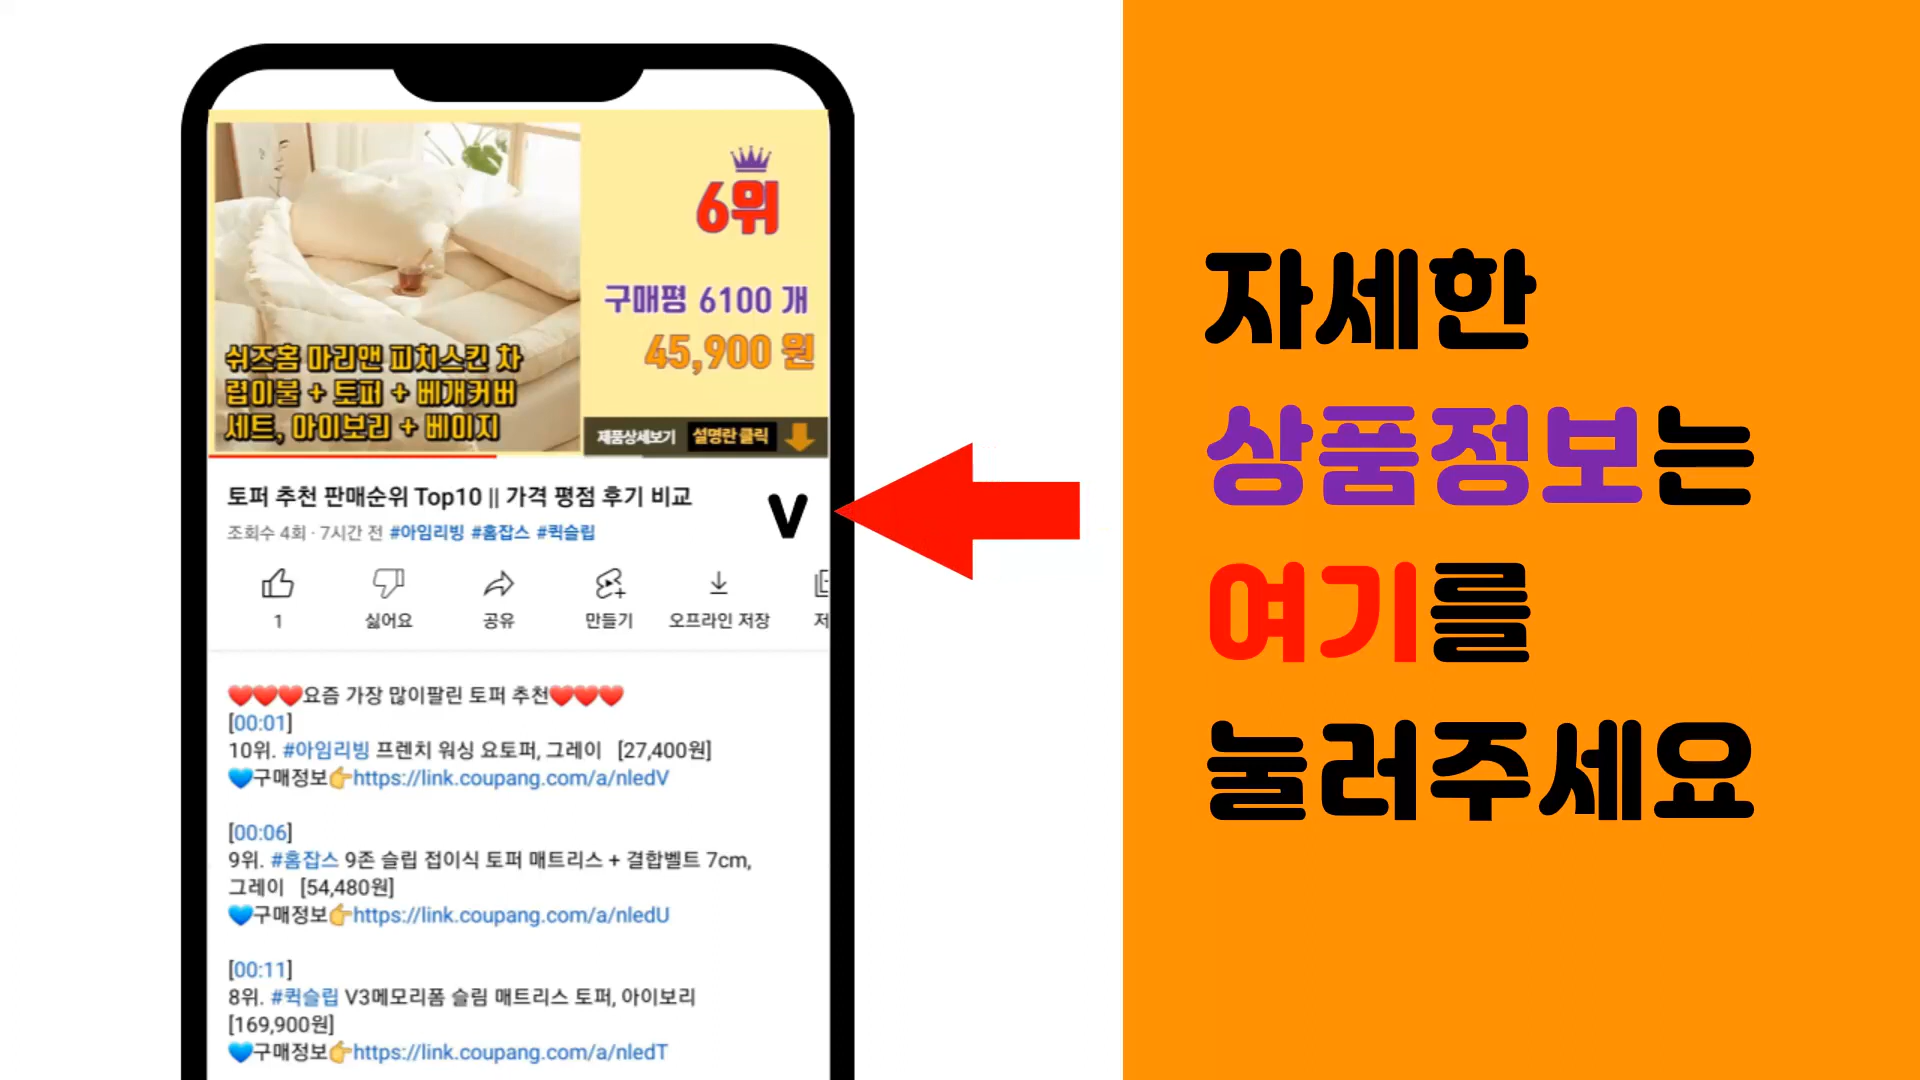 6위
구매평 6100 개
45,900 원
쉬즈홈 마리앤 피치스킨 차
렵이불 + 토퍼 + 베개커버
세트, 아이보리 + 베이지
제품상세보기 설명란 클릭
토퍼 추천 판매순위 Top10 || 가격 평점 후기 비교
V
조회수 4회 · 7시간 전 #아임리빙 #홈잡스 #퀵슬립
1 싫어요 공유 만들기 오프라인 저장 저
❤️❤️❤️요즘 가장 많이팔린 토퍼 추천❤️❤️❤️
[00:01]
10위. #아임리빙 프렌치 워싱 요토퍼, 그레이 [27,400원]
💙구매정보👉https://link.coupang.com/a/nledV
[00:06]
9위. #홈잡스 9존 슬립 접이식 토퍼 매트리스 + 결합벨트 7cm,
그레이 [54,480원]
💙구매정보👉https://link.coupang.com/a/nledU
[00:11]
8위. #퀵슬립 V3메모리폼 슬림 매트리스 토퍼, 아이보리
[169,900원]
💙구매정보👉https://link.coupang.com/a/nledT
자세한
상품정보는
여기를
눌러주세요